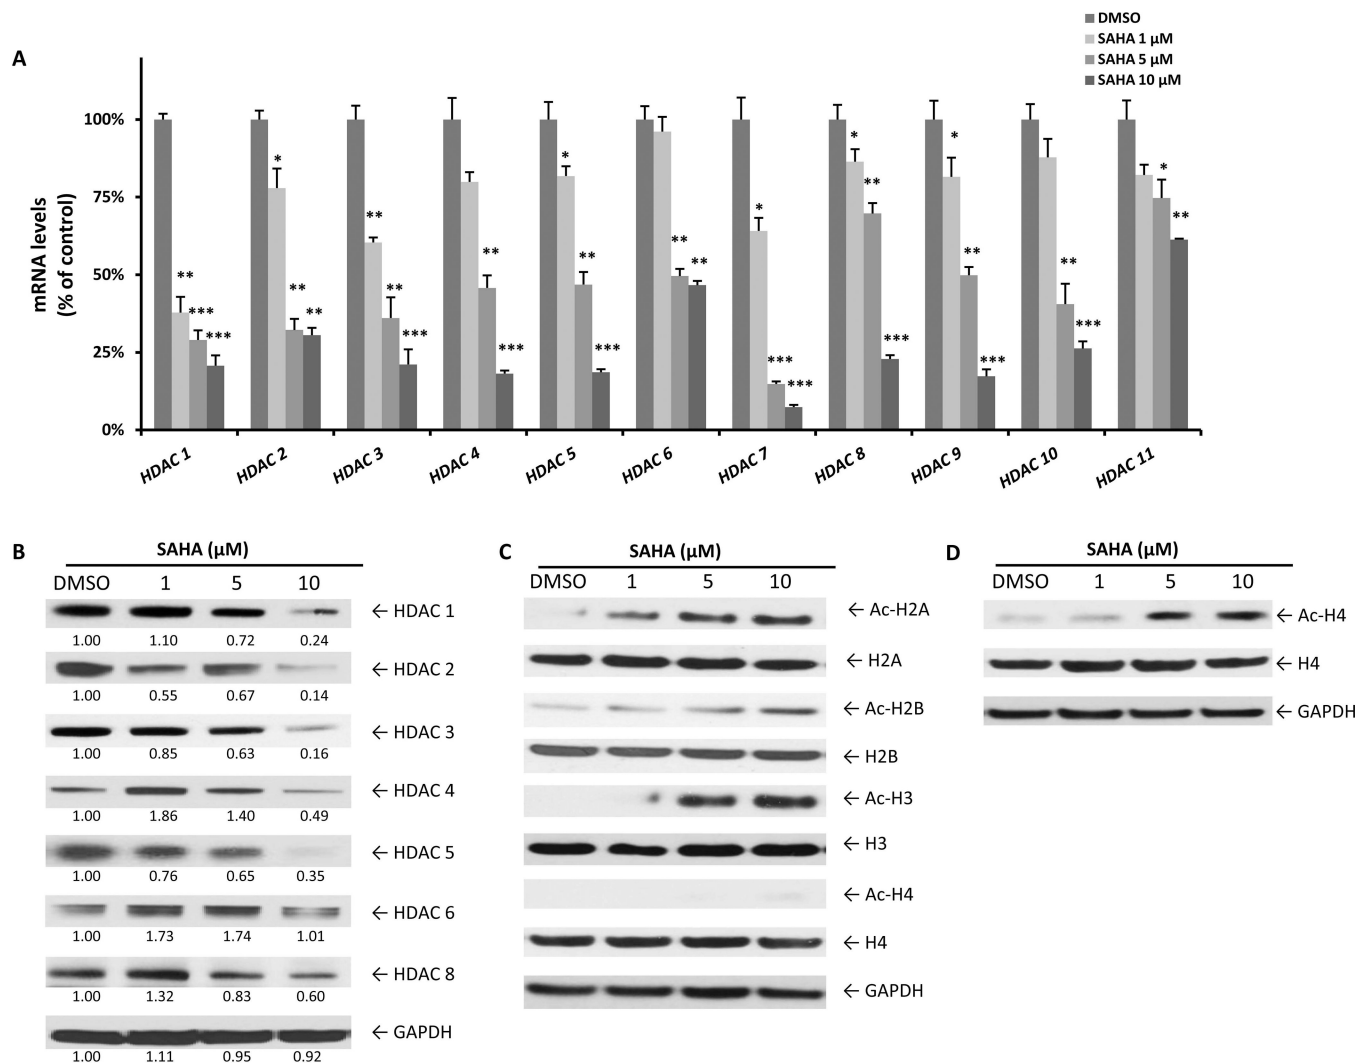 DMSO
SAHA 1 µM
SAHA 5 µM
SAHA 10 µM
A
mRNA levels
(% of control)
100%
75%
50%
25%
0%
** *** ***
* ** **
** ** ***
** ***
* ** ***
** **
* *** ***
* ** ***
* ** ***
** ***
* **
HDAC 1 HDAC 2 HDAC 3 HDAC 4 HDAC 5 HDAC 6 HDAC 7 HDAC 8 HDAC 9 HDAC 10 HDAC 11
B
SAHA (µM)
DMSO 1 5 10
← HDAC 1
1.00 1.10 0.72 0.24
← HDAC 2
1.00 0.55 0.67 0.14
← HDAC 3
1.00 0.85 0.63 0.16
← HDAC 4
1.00 1.86 1.40 0.49
← HDAC 5
1.00 0.76 0.65 0.35
← HDAC 6
1.00 1.73 1.74 1.01
← HDAC 8
1.00 1.32 0.83 0.60
← GAPDH
1.00 1.11 0.95 0.92
C
SAHA (µM)
DMSO 1 5 10
← Ac-H2A
← H2A
← Ac-H2B
← H2B
← Ac-H3
← H3
← Ac-H4
← H4
← GAPDH
D
SAHA (µM)
DMSO 1 5 10
← Ac-H4
← H4
← GAPDH